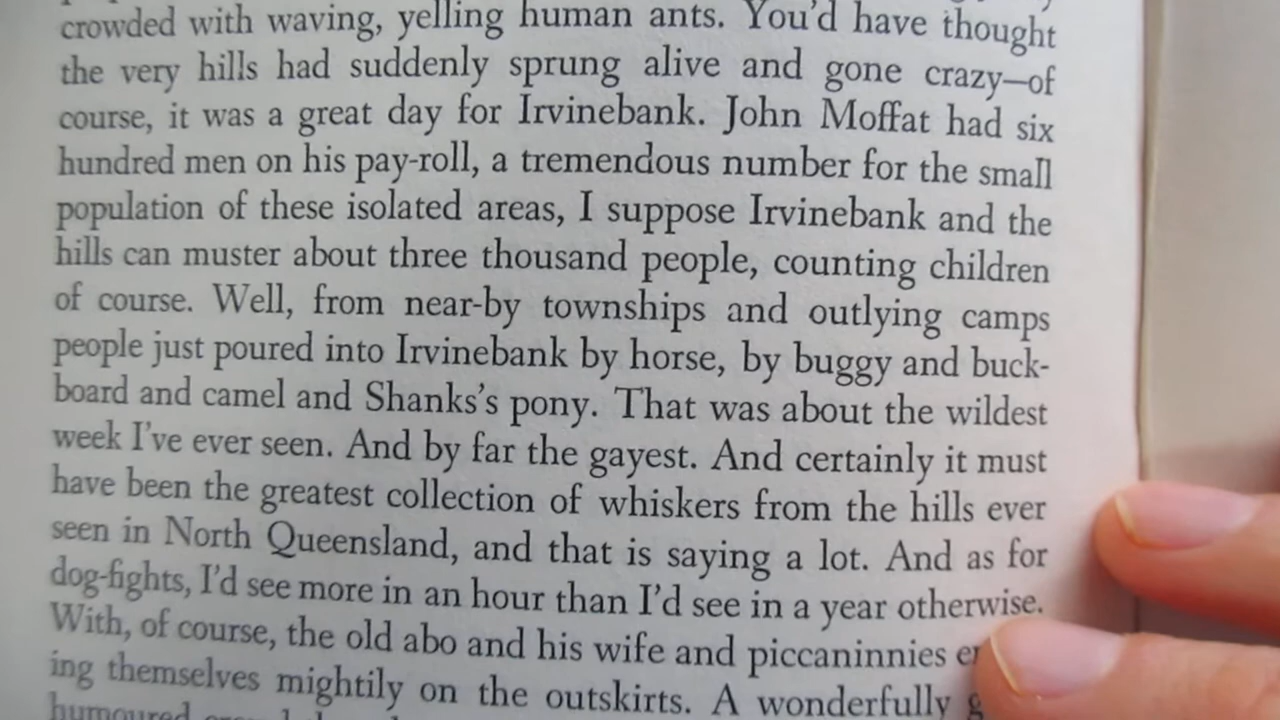 crowded with waving, yelling human ants. You'd have thought
the very hills had suddenly sprung alive and gone crazy—of
course, it was a great day for Irvinebank. John Moffat had six
hundred men on his pay-roll, a tremendous number for the small
population of these isolated areas, I suppose Irvinebank and the
hills can muster about three thousand people, counting children
of course. Well, from near-by townships and outlying camps
people just poured into Irvinebank by horse, by buggy and buck-
board and camel and Shanks's pony. That was about the wildest
week I've ever seen. And by far the gayest. And certainly it must
have been the greatest collection of whiskers from the hills ever
seen in North Queensland, and that is saying a lot. And as for
dog-fights, I'd see more in an hour than I'd see in a year otherwise.
With, of course, the old abo and his wife and piccaninnies
ing themselves mightily on the outskirts. A wonderfully
humoured